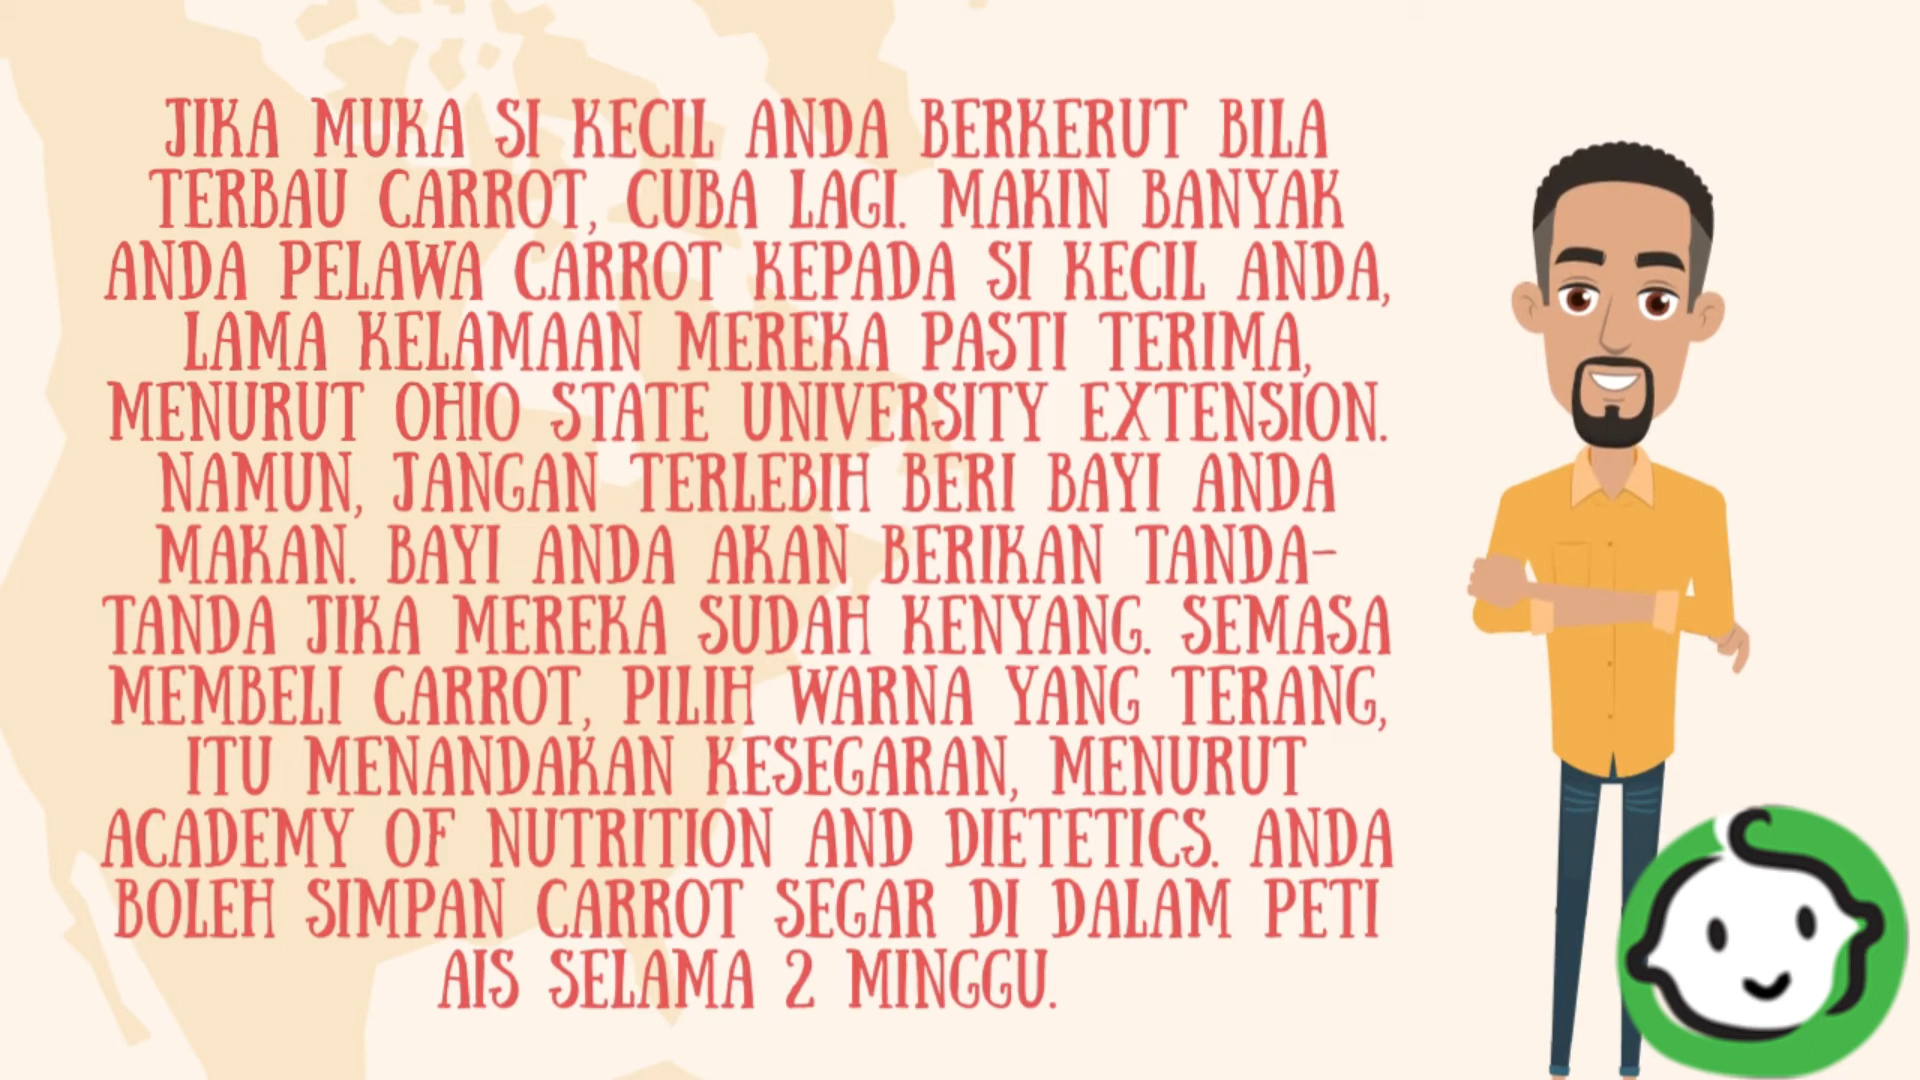 JIKA MUKA SI KECIL ANDA BERKERUT BILA
TERBAU CARROT, CUBA LAGI. MAKIN BANYAK
ANDA PELAWA CARROT KEPADA SI KECIL ANDA,
LAMA KELAMAAN MEREKA PASTI TERIMA,
MENURUT OHIO STATE UNIVERSITY EXTENSION.
NAMUN, JANGAN TERLEBIH BERI BAYI ANDA
MAKAN. BAYI ANDA AKAN BERIKAN TANDA-
TANDA JIKA MEREKA SUDAH KENYANG. SEMASA
MEMBELI CARROT, PILIH WARNA YANG TERANG,
ITU MENANDAKAN KESEGARAN, MENURUT
ACADEMY OF NUTRITION AND DIETETICS. ANDA
BOLEH SIMPAN CARROT SEGAR DI DALAM PETI
AIS SELAMA 2 MINGGU.